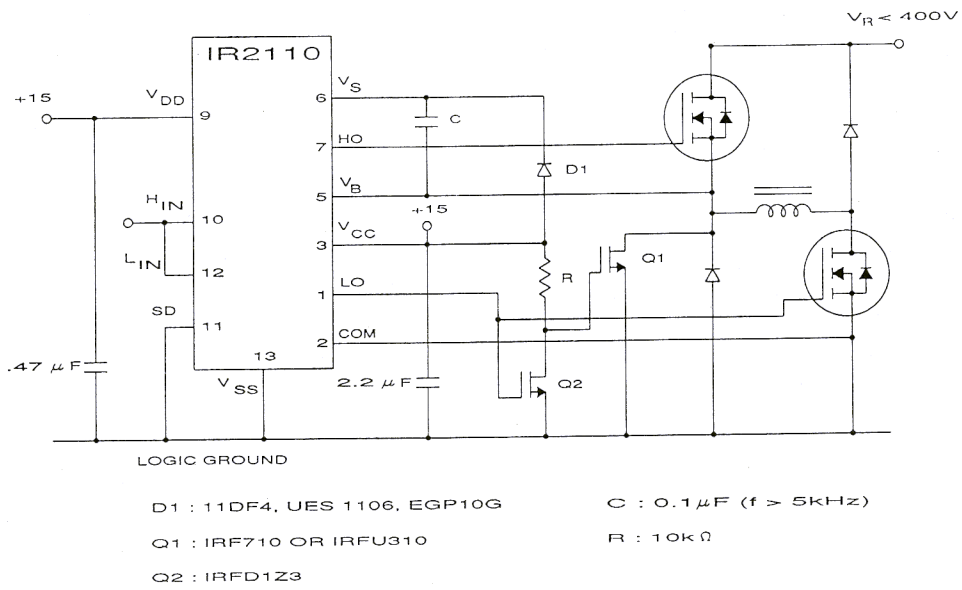 V_R < 400V
IR2110
+15
V_DD
9
6
V_S
C
7
HO
D1
5
V_B
+15
H_IN
10
3
V_CC
L_IN
12
R
Q1
1
LO
SD
11
2
COM
.47 μF
13
V_SS
2.2 μF
Q2
LOGIC GROUND
D1 : 11DF4, UES 1106, EGP10G
C : 0.1μF (f > 5kHz)
Q1 : IRF710 OR IRFU310
R : 10kΩ
Q2 : IRFD1Z3